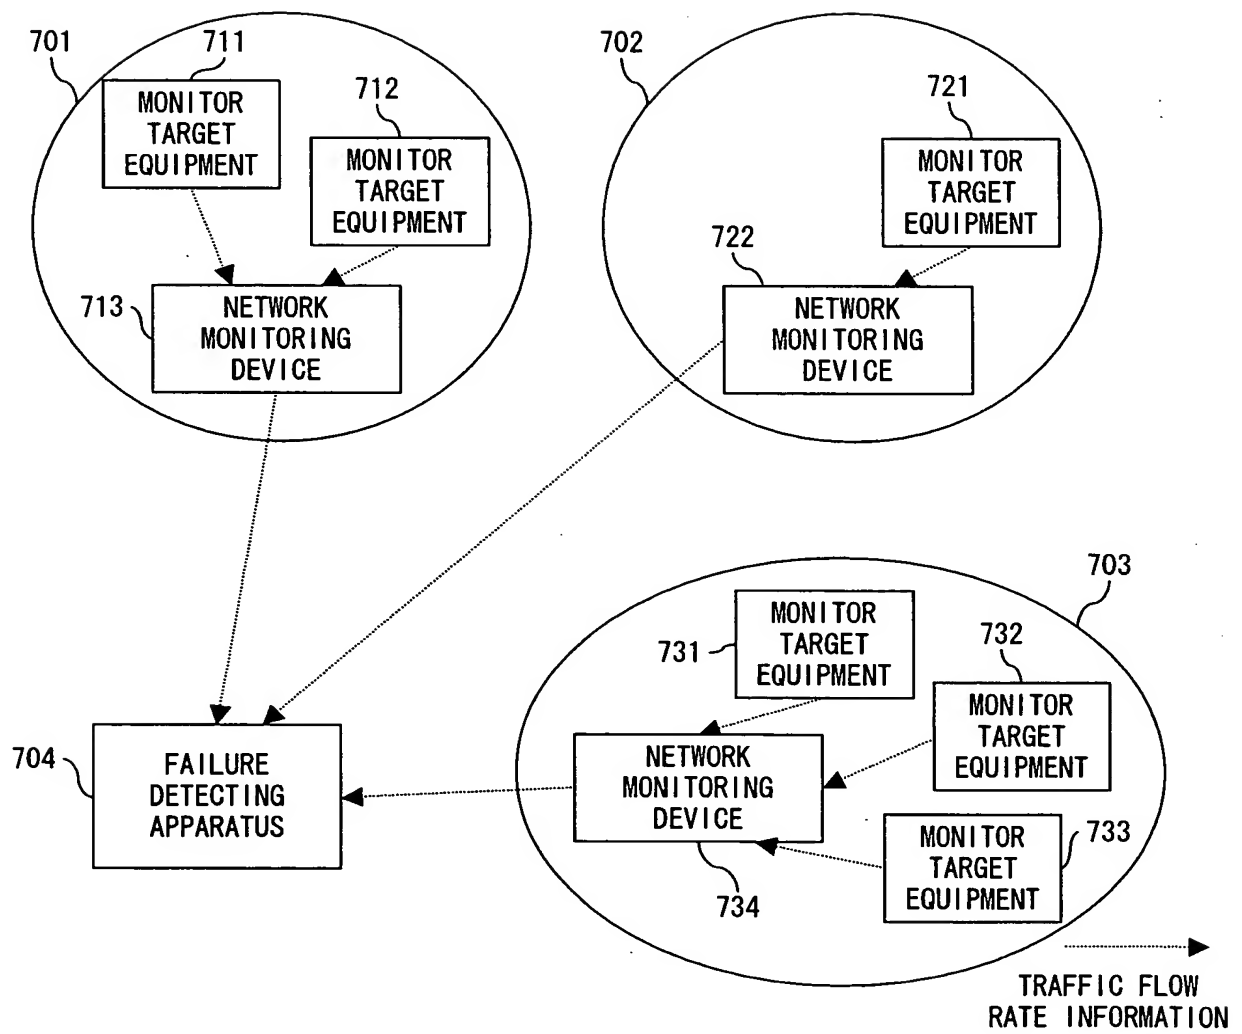 701
711
MONITOR
TARGET
EQUIPMENT
712
MONITOR
TARGET
EQUIPMENT
713
NETWORK
MONITORING
DEVICE
702
721
MONITOR
TARGET
EQUIPMENT
722
NETWORK
MONITORING
DEVICE
703
731
MONITOR
TARGET
EQUIPMENT
732
MONITOR
TARGET
EQUIPMENT
NETWORK
MONITORING
DEVICE
734
733
MONITOR
TARGET
EQUIPMENT
704
FAILURE
DETECTING
APPARATUS
TRAFFIC FLOW
RATE INFORMATION